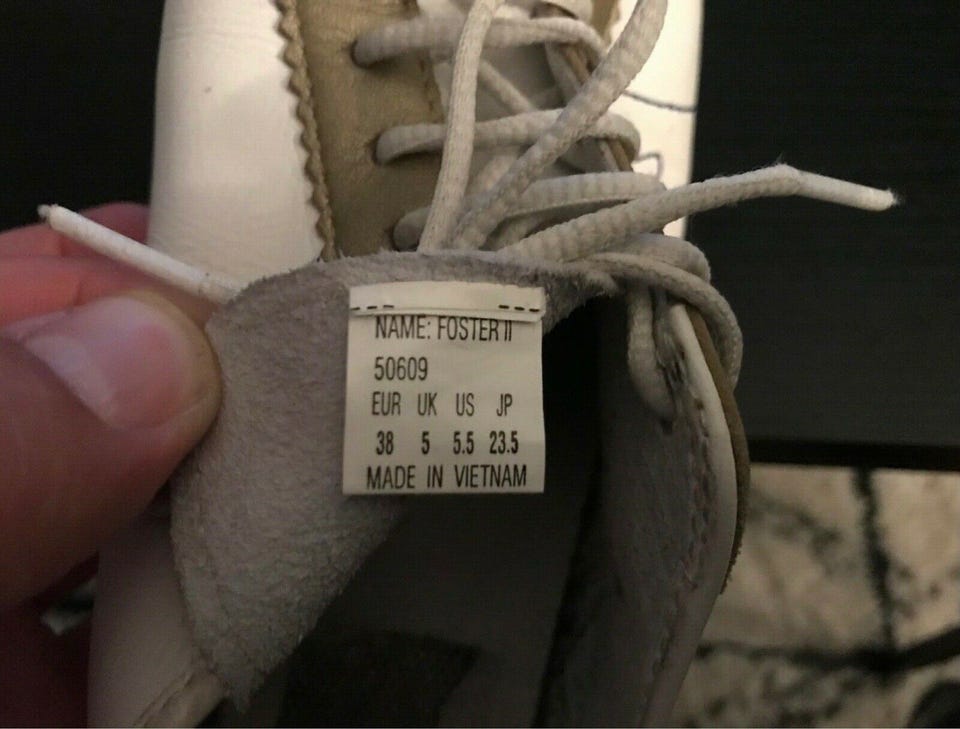 NAME: FOSTER II
50609
EUR UK US JP
38 5 5.5 23.5
MADE IN VIETNAM